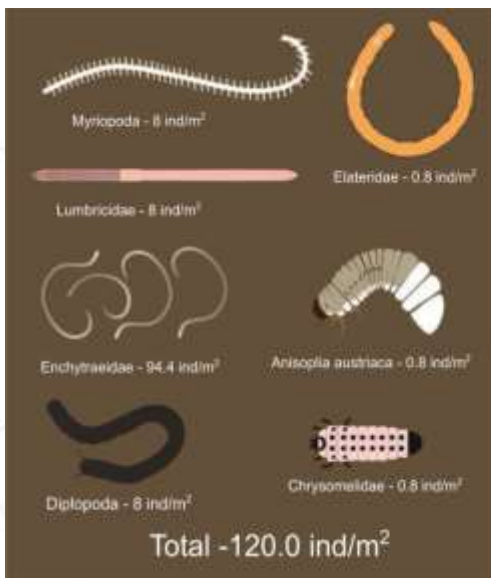 Myriopoda - 8 ind/m²
Elateridae - 0.8 ind/m²
Lumbricidae - 8 ind/m²
Enchytraeidae - 94.4 ind/m²
Anisoplia austriaca - 0.8 ind/m²
Diplopoda - 8 ind/m²
Chrysomelidae - 0.8 ind/m²
Total -120.0 ind/m²